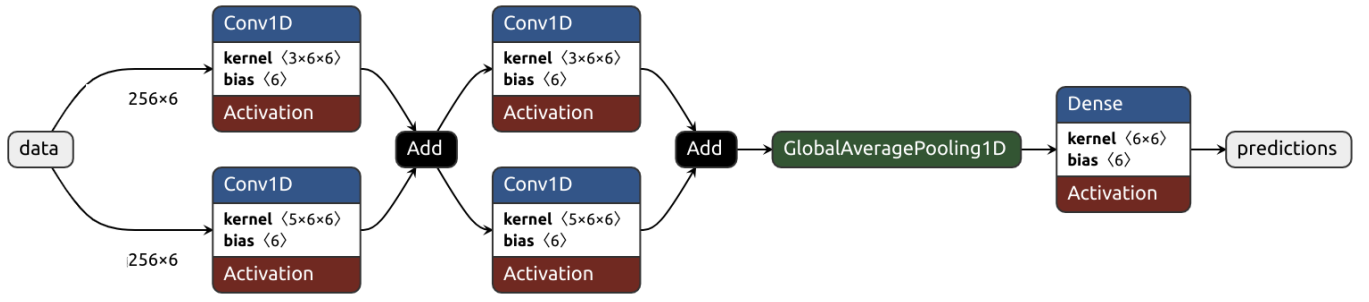 data
256×6
Conv1D
kernel〈3×6×6〉
bias〈6〉
Activation
256×6
Conv1D
kernel〈5×6×6〉
bias〈6〉
Activation
Add
Conv1D
kernel〈3×6×6〉
bias〈6〉
Activation
Conv1D
kernel〈5×6×6〉
bias〈6〉
Activation
Add
GlobalAveragePooling1D
Dense
kernel〈6×6〉
bias〈6〉
Activation
predictions